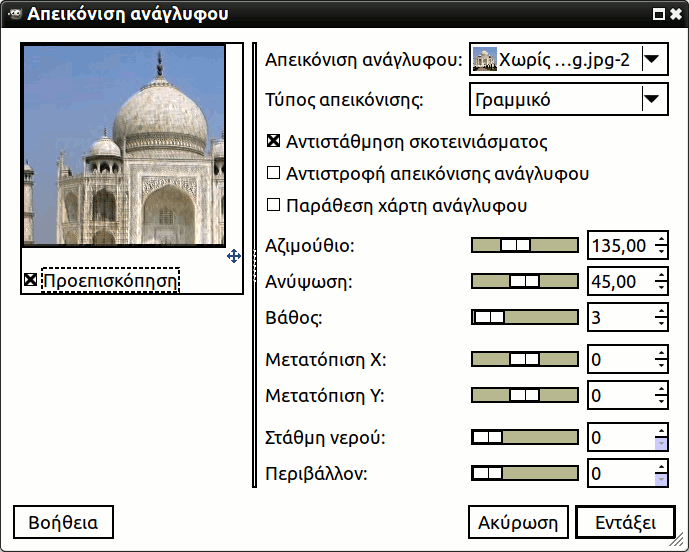 Απεικόνιση ανάγλυφου
Απεικόνιση ανάγλυφου: Χωρίς ...g.jpg-2
Τύπος απεικόνισης: Γραμμικό
Αντιστάθμηση σκοτεινιάσματος
Αντιστροφή απεικόνισης ανάγλυφου
Παράθεση χάρτη ανάγλυφου
Προεπισκόπηση
Αζιμούθιο: 135,00
Ανύψωση: 45,00
Βάθος: 3
Μετατόπιση X: 0
Μετατόπιση Y: 0
Στάθμη νερού: 0
Περιβάλλον: 0
Βοήθεια Ακύρωση Εντάξει